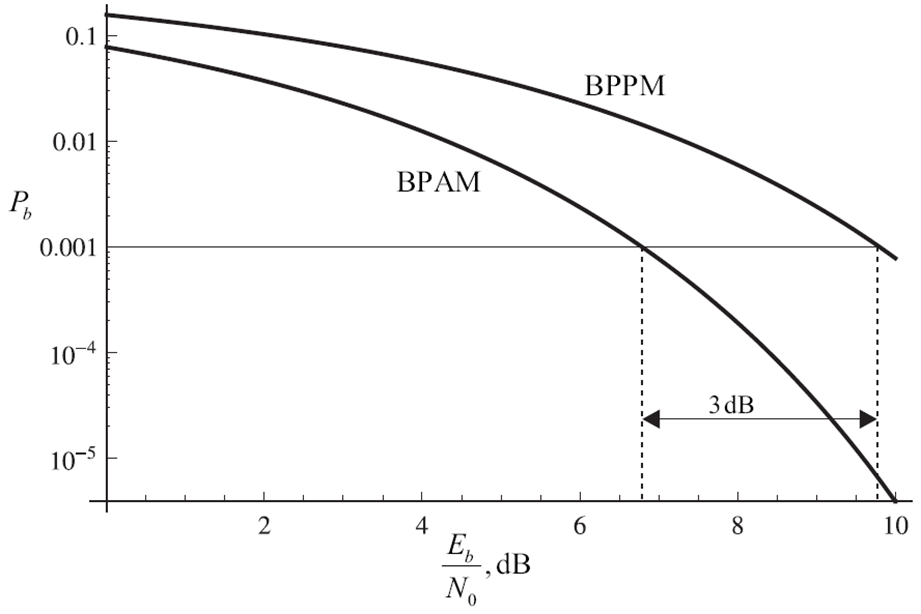 0.1
BPPM
0.01
BPAM
P_b
0.001
10^{-4}
3 dB
10^{-5}
2 4 6 8 10
E_b/N_0, dB